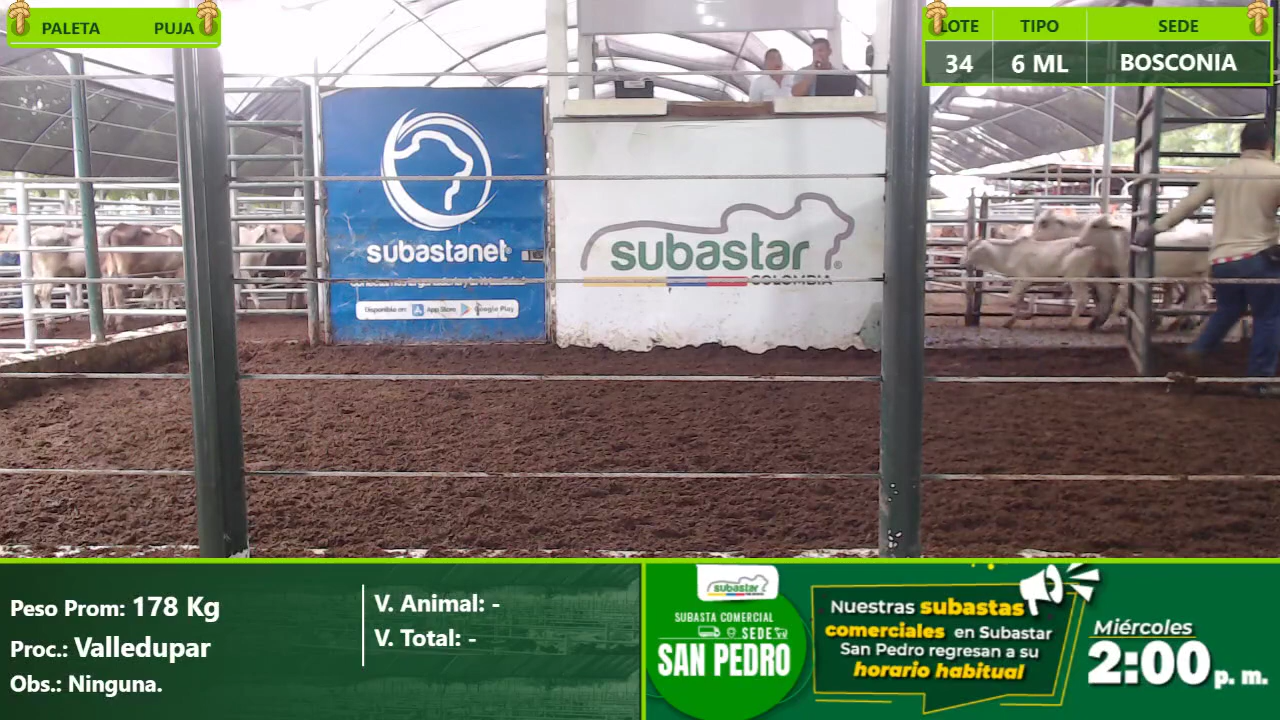 PALETA PUJA
LOTE TIPO SEDE
34 6 ML BOSCONIA
subastanet
Disponible en: App Store Google Play
subastar
COLOMBIA
Peso Prom: 178 Kg
Proc.: Valledupar
Obs.: Ninguna.
V. Animal: -
V. Total: -
subastar
SUBASTA COMERCIAL
SEDE
SAN PEDRO
Nuestras subastas
comerciales en Subastar
San Pedro regresan a su
horario habitual
Miércoles
2:00 p. m.